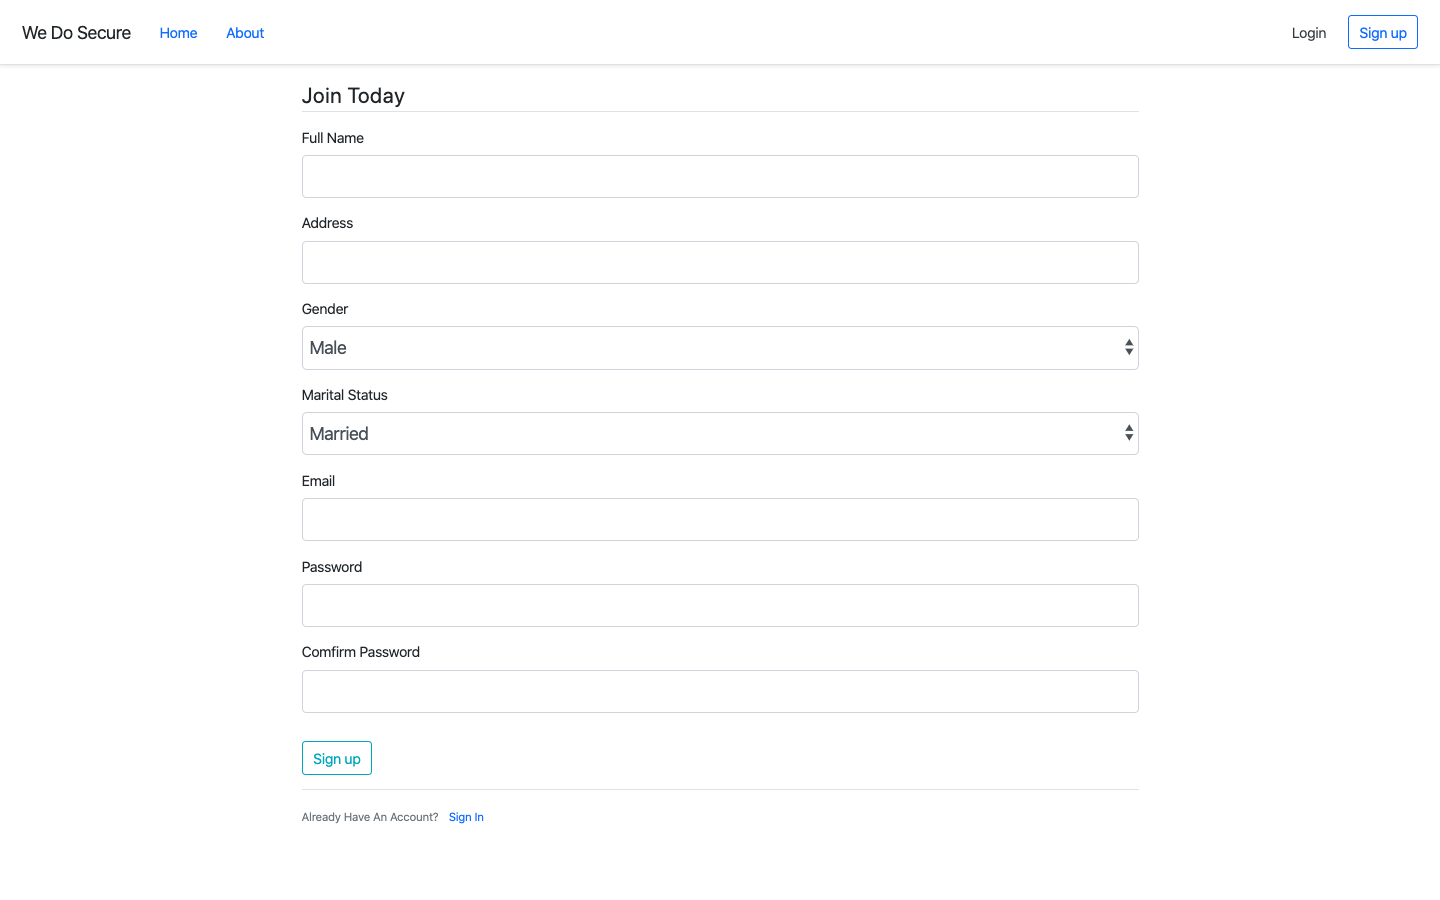 We Do Secure Home About Login Sign up
Join Today
Full Name
Address
Gender
Male
Marital Status
Married
Email
Password
Comfirm Password
Sign up
Already Have An Account? Sign In